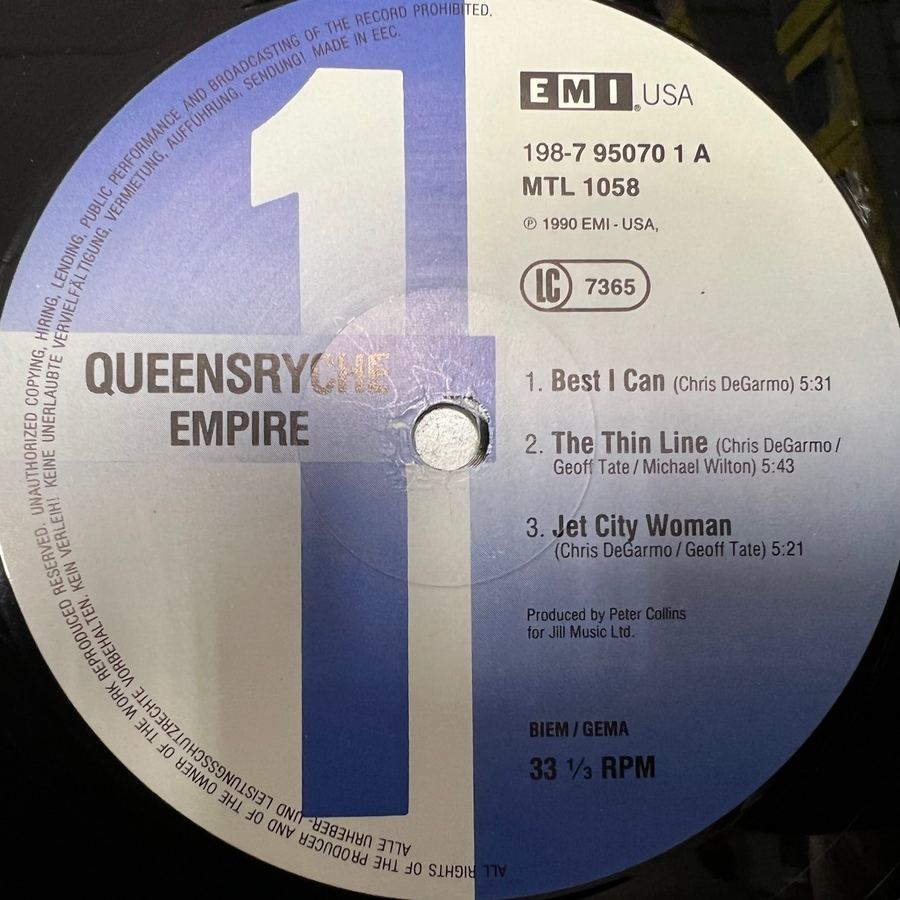 1
QUEENSRYCHE
EMPIRE
EMI® USA
198-7 95070 1 A
MTL 1058
℗ 1990 EMI - USA,
LC 7365
1. Best I Can (Chris DeGarmo) 5:31
2. The Thin Line (Chris DeGarmo /
Geoff Tate / Michael Wilton) 5:43
3. Jet City Woman
(Chris DeGarmo / Geoff Tate) 5:21
Produced by Peter Collins
for Jill Music Ltd.
BIEM / GEMA
33 1/3 RPM
ALL RIGHTS OF THE PRODUCER AND OF THE OWNER OF THE WORK REPRODUCED RESERVED. UNAUTHORIZED COPYING, HIRING, LENDING, PUBLIC PERFORMANCE AND BROADCASTING OF THE RECORD PROHIBITED.
ALLE URHEBER- UND LEISTUNGSSCHUTZRECHTE VORBEHALTEN. KEIN VERLEIH! KEINE UNERLAUBTE VERVIELFÄLTIGUNG, VERMIETUNG, AUFFÜHRUNG, SENDUNG! MADE IN EEC.